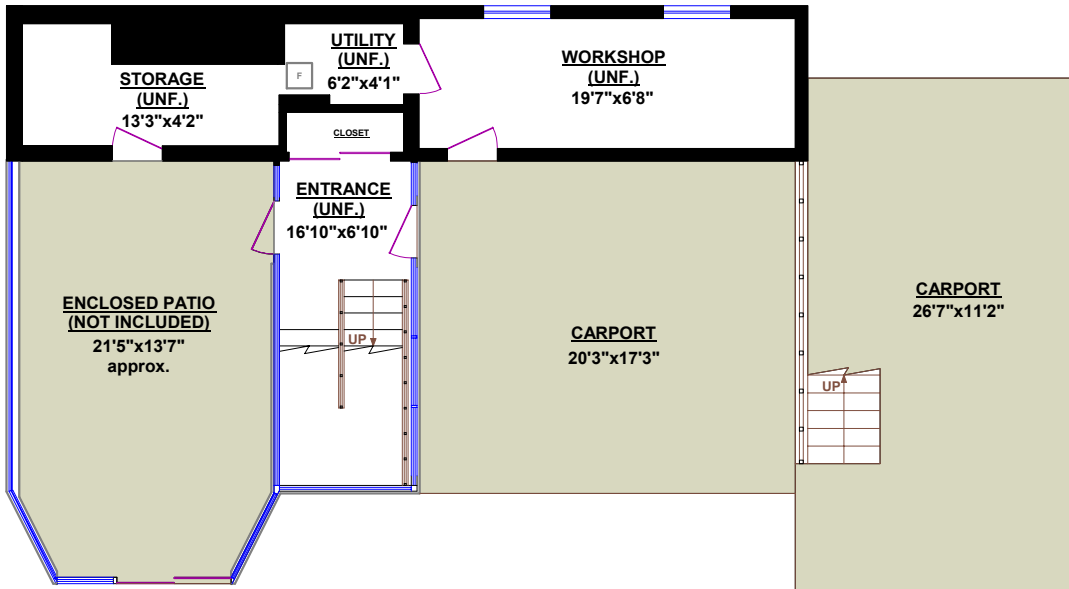 UTILITY
(UNF.)
6'2"x4'1"
F
STORAGE
(UNF.)
13'3"x4'2"
WORKSHOP
(UNF.)
19'7"x6'8"
CLOSET
ENTRANCE
(UNF.)
16'10"x6'10"
ENCLOSED PATIO
(NOT INCLUDED)
21'5"x13'7"
approx.
UP
CARPORT
20'3"x17'3"
CARPORT
26'7"x11'2"
UP